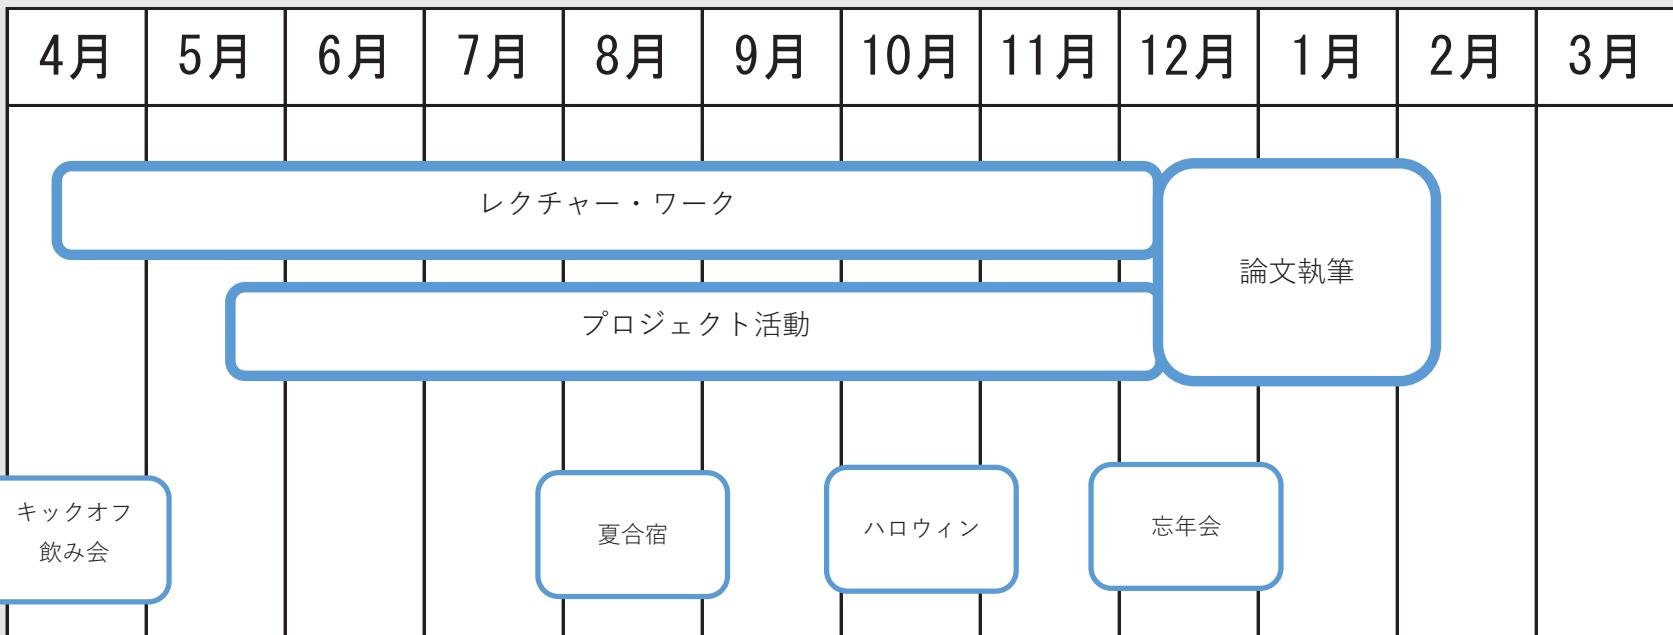 4月 5月 6月 7月 8月 9月 10月 11月 12月 1月 2月 3月
レクチャー・ワーク
論文執筆
プロジェクト活動
キックオフ
飲み会
夏合宿
ハロウィン
忘年会